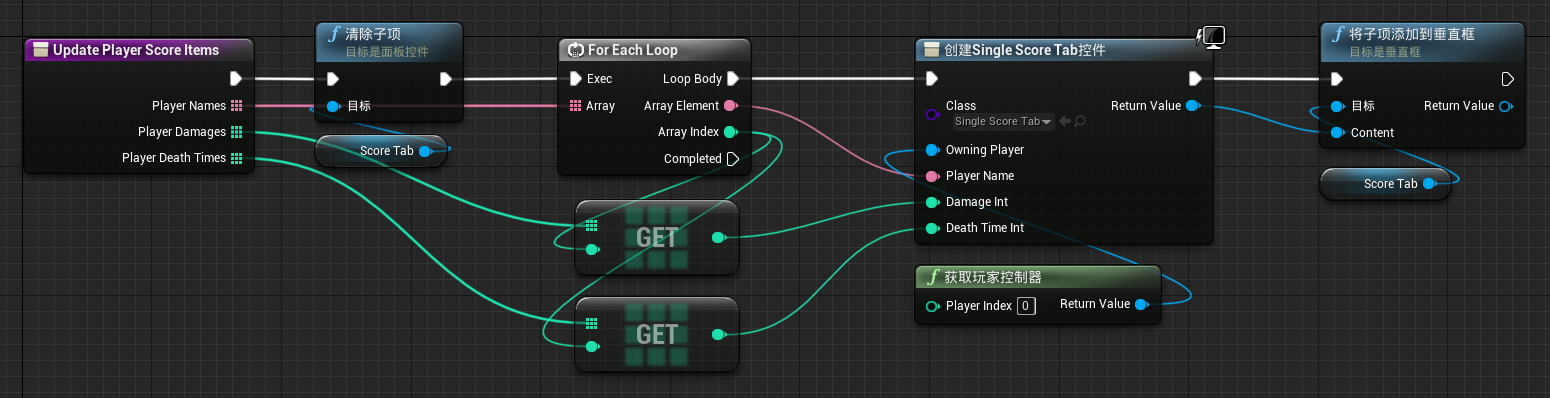 Update Player Score Items
Player Names
Player Damages
Player Death Times
f 清除子项
目标是面板控件
目标
Score Tab
For Each Loop
Exec
Loop Body
Array
Array Element
Array Index
Completed
GET
GET
创建Single Score Tab控件
Class
Single Score Tab
Return Value
Owning Player
Player Name
Damage Int
Death Time Int
f 获取玩家控制器
Player Index 0
Return Value
f 将子项添加到垂直框
目标是垂直框
目标
Return Value
Content
Score Tab